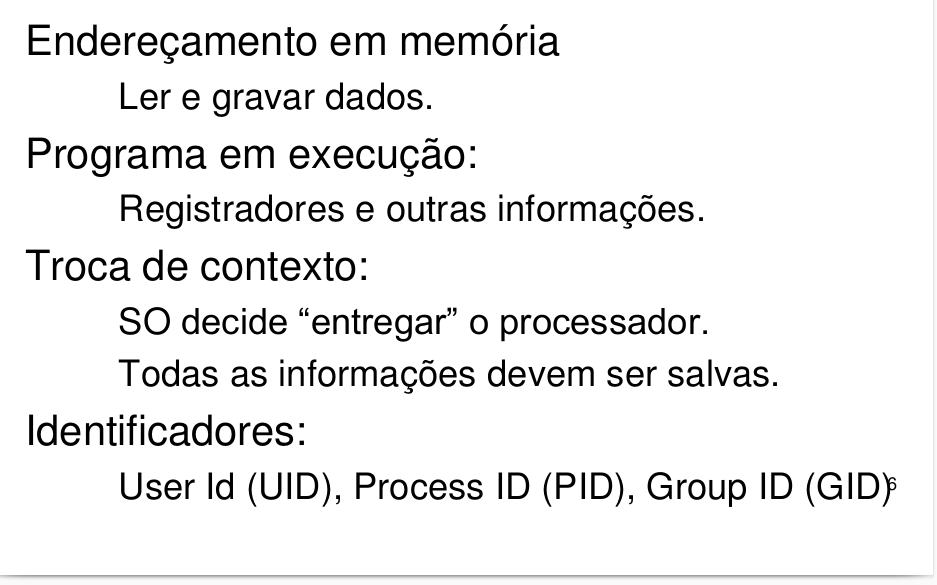 Endereçamento em memória
Ler e gravar dados.
Programa em execução:
Registradores e outras informações.
Troca de contexto:
SO decide “entregar” o processador.
Todas as informações devem ser salvas.
Identificadores:
User Id (UID), Process ID (PID), Group ID (GID)
6